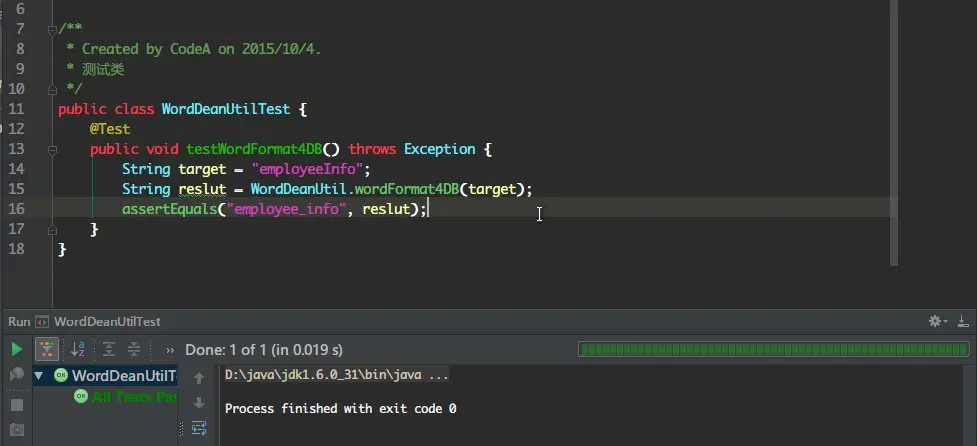 6
7 /**
8 * Created by CodeA on 2015/10/4.
9 * 测试类
10 */
11 public class WordDeanUtilTest {
12 @Test
13 public void testWordFormat4DB() throws Exception {
14 String target = "employeeInfo";
15 String reslut = WordDeanUtil.wordFormat4DB(target);
16 assertEquals("employee_info", reslut);
17 }
18 }
Run WordDeanUtilTest
Done: 1 of 1 (in 0.019 s)
D:\java\jdk1.6.0_31\bin\java ...
OK WordDeanUtilT
OK All Tests Pas
Process finished with exit code 0